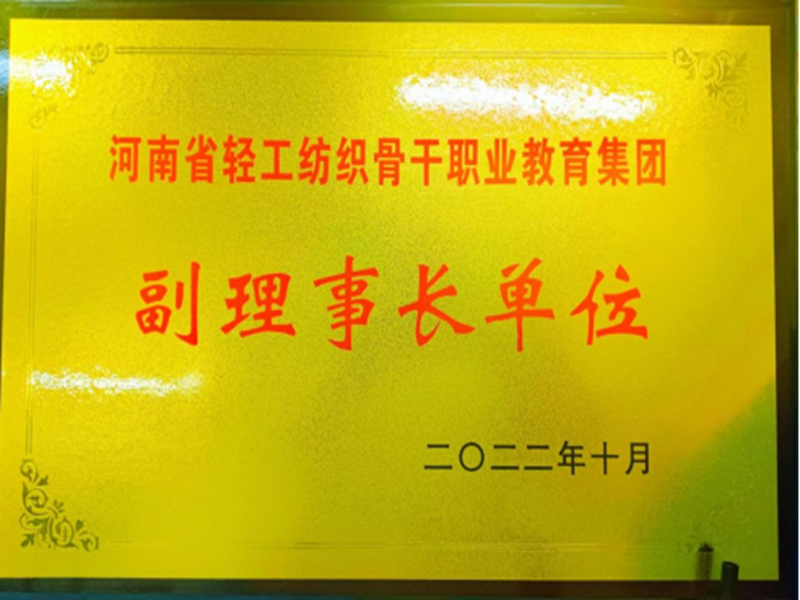 河南省轻工纺织骨干职业教育集团
副理事长单位
二〇二二年十月